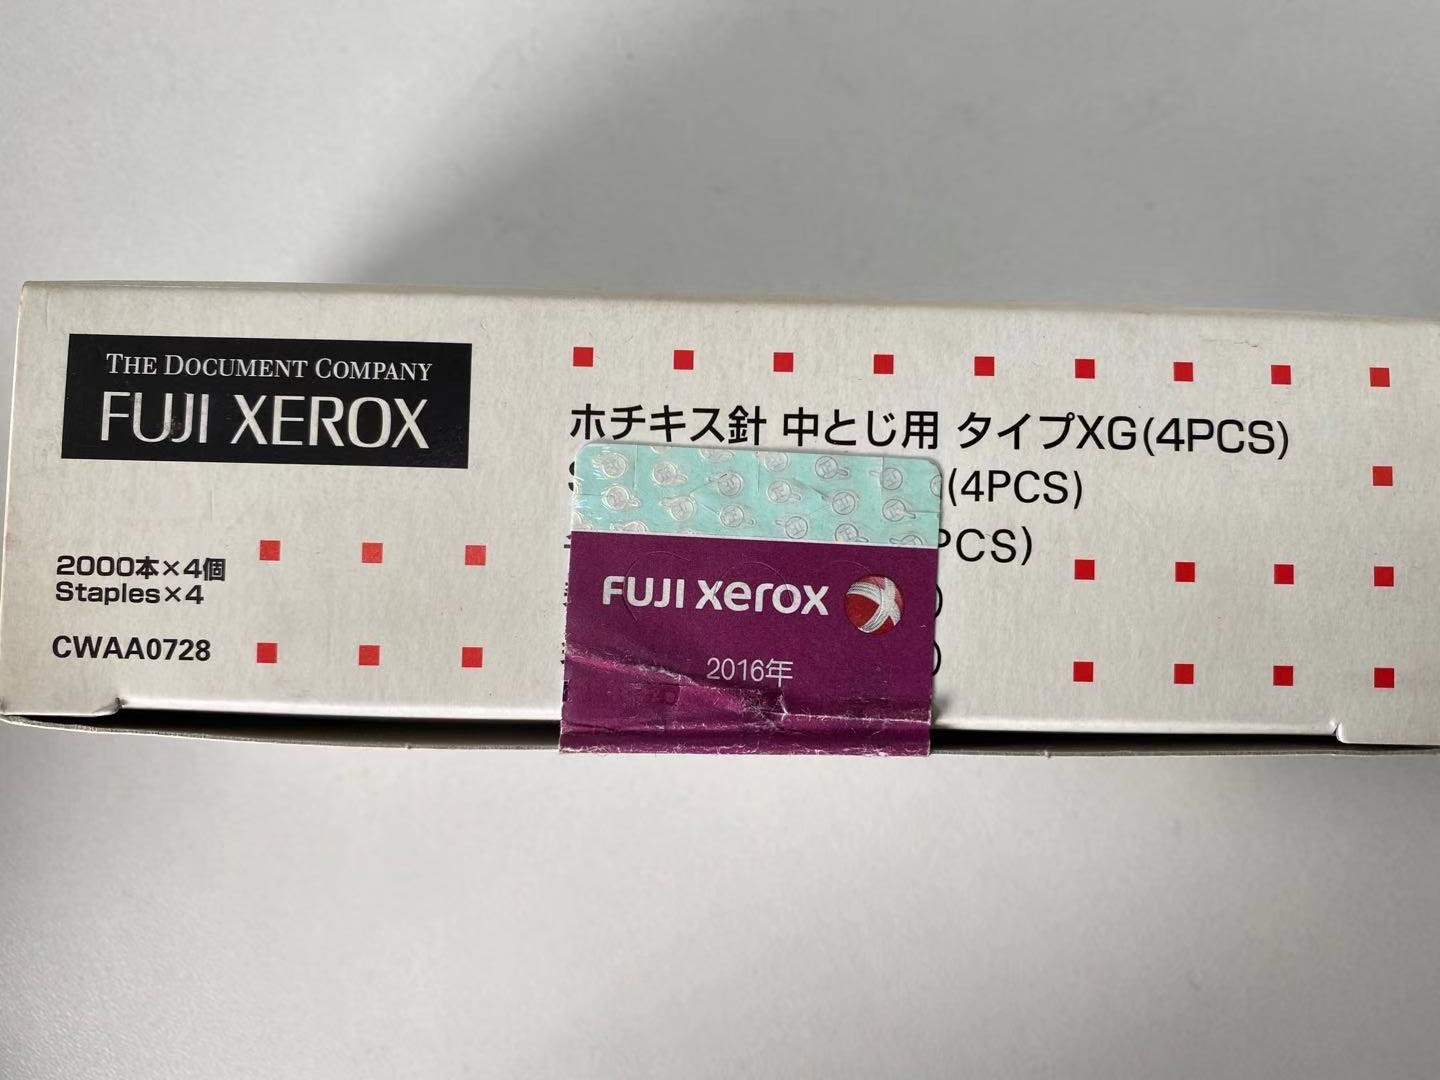 THE DOCUMENT COMPANY
FUJI XEROX
ホチキス針 中とじ用 タイプXG(4PCS)
(4PCS)
PCS)
2000本×4個
Staples×4
CWAA0728
FUJI xerox
2016年